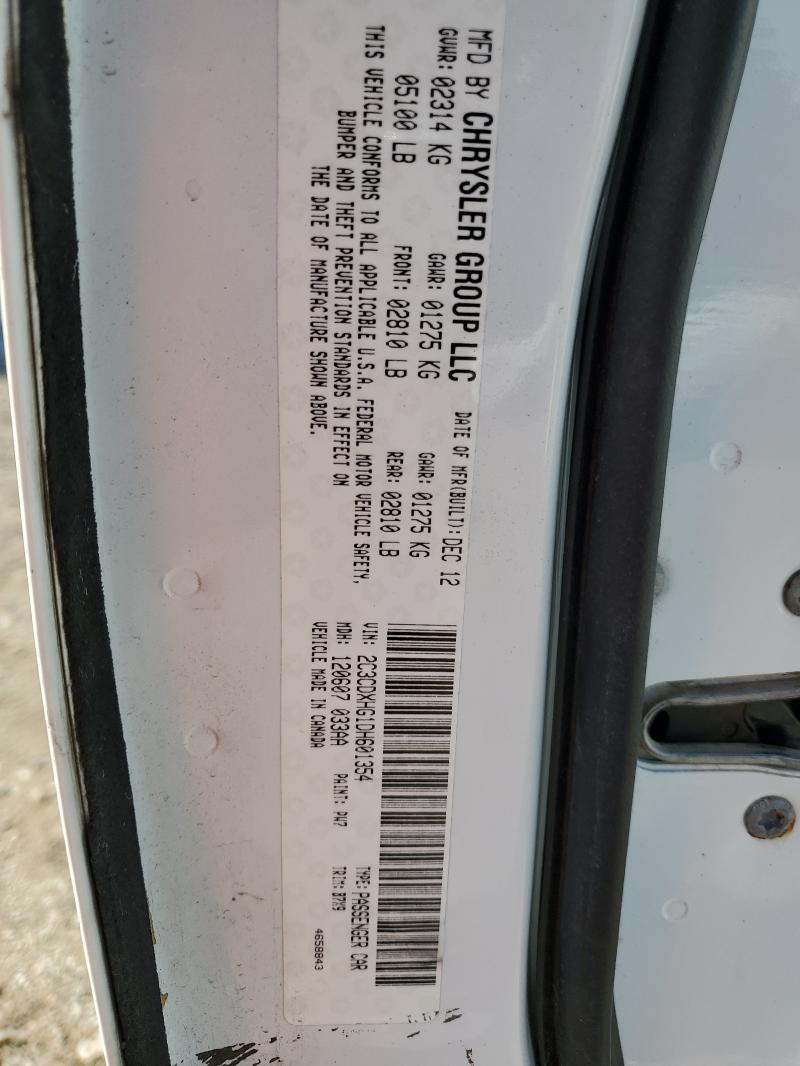 MFD BY CHRYSLER GROUP LLC DATE OF MFR(BUILT): DEC 12
GVWR: 02314 KG GAWR: 01275 KG GAWR: 01275 KG
05100 LB FRONT: 02810 LB REAR: 02810 LB
THIS VEHICLE CONFORMS TO ALL APPLICABLE U.S.A. FEDERAL MOTOR VEHICLE SAFETY,
BUMPER AND THEFT PREVENTION STANDARDS IN EFFECT ON
THE DATE OF MANUFACTURE SHOWN ABOVE.
VIN: 2C3CDXHG1DH601354 TYPE: PASSENGER CAR
MDH: 120607 033AA PAINT: PW7 TRIM: B7X9
VEHICLE MADE IN CANADA 4658843